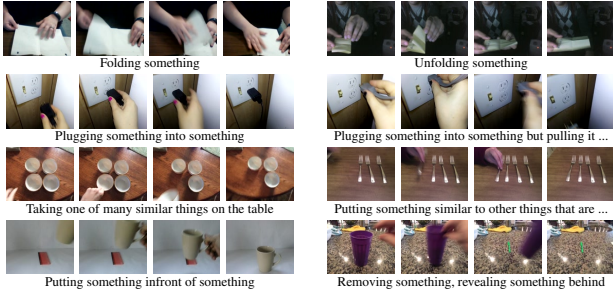 Folding something
Unfolding something
Plugging something into something
Plugging something into something but pulling it ...
Taking one of many similar things on the table
Putting something similar to other things that are ...
Putting something infront of something
Removing something, revealing something behind